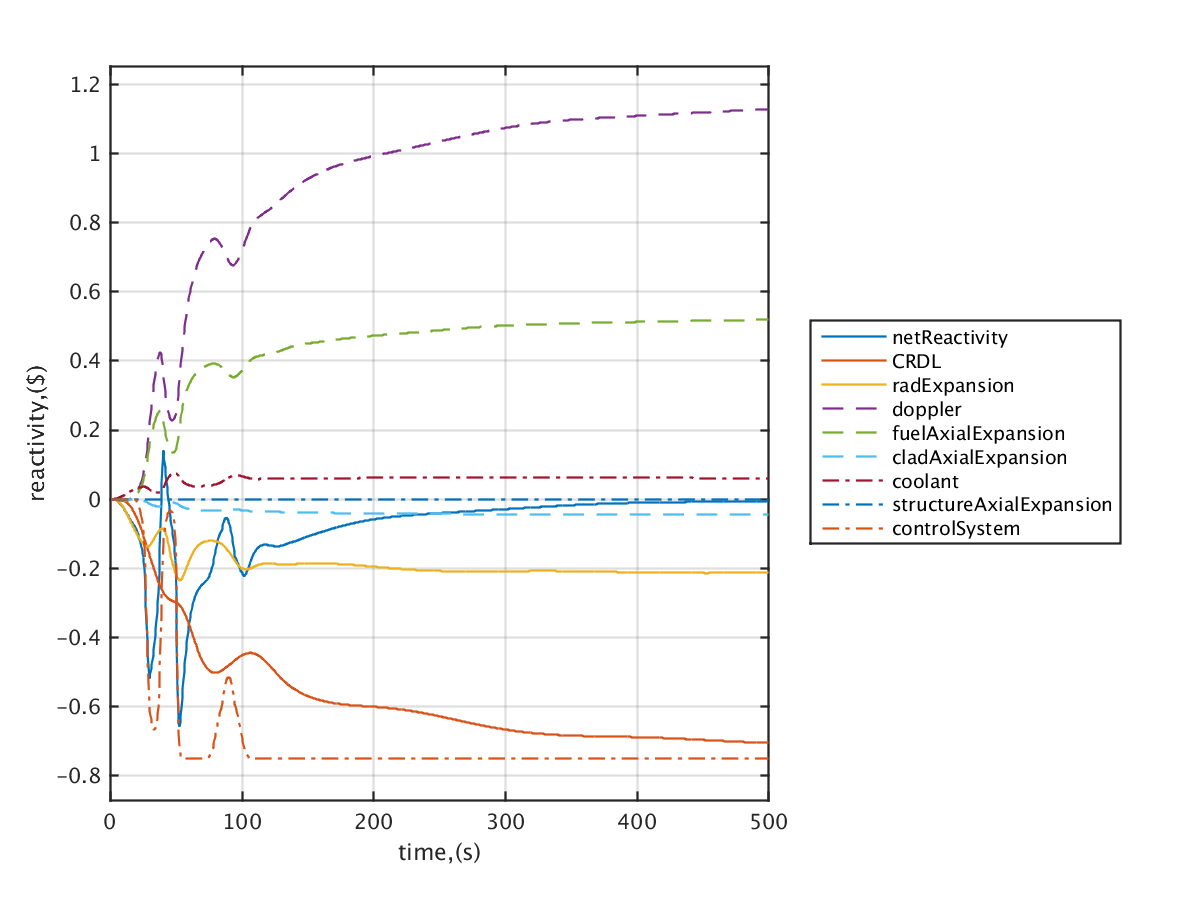 1.2
1
0.8
0.6
0.4
0.2
0
-0.2
-0.4
-0.6
-0.8
reactivity,($)
0 100 200 300 400 500
time,(s)
netReactivity
CRDL
radExpansion
doppler
fuelAxialExpansion
cladAxialExpansion
coolant
structureAxialExpansion
controlSystem